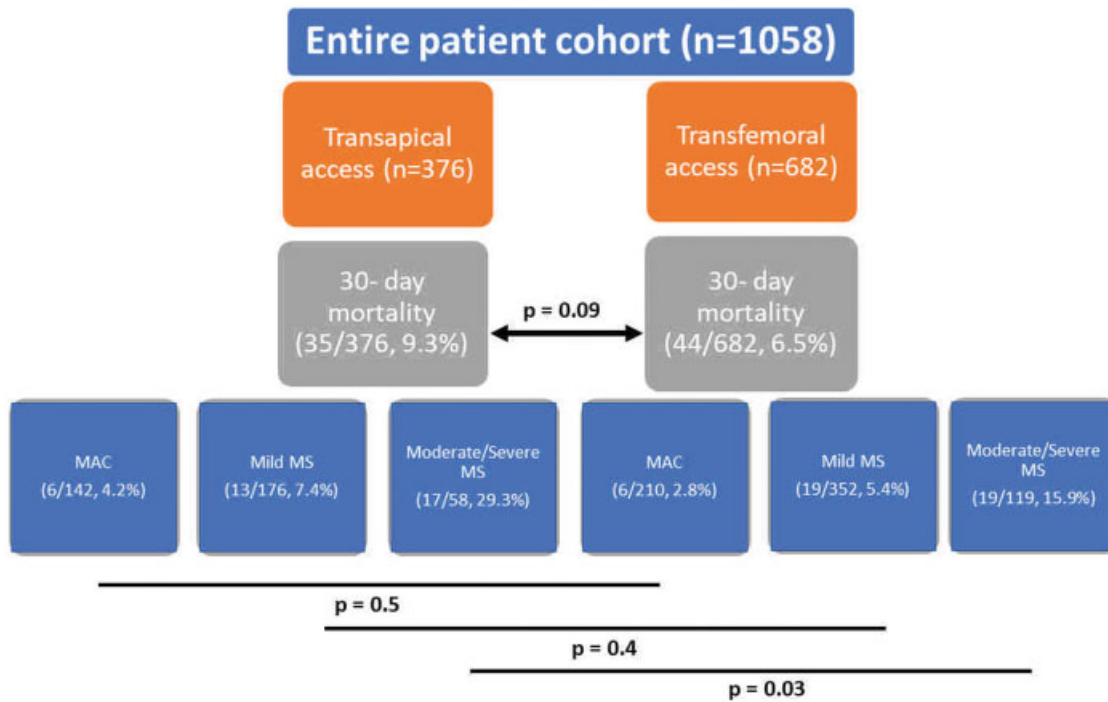 Entire patient cohort (n=1058)
Transapical
access (n=376)
Transfemoral
access (n=682)
30- day
mortality
(35/376, 9.3%)
p = 0.09
30- day
mortality
(44/682, 6.5%)
MAC
(6/142, 4.2%)
Mild MS
(13/176, 7.4%)
Moderate/Severe
MS
(17/58, 29.3%)
MAC
(6/210, 2.8%)
Mild MS
(19/352, 5.4%)
Moderate/Severe
MS
(19/119, 15.9%)
p = 0.5
p = 0.4
p = 0.03